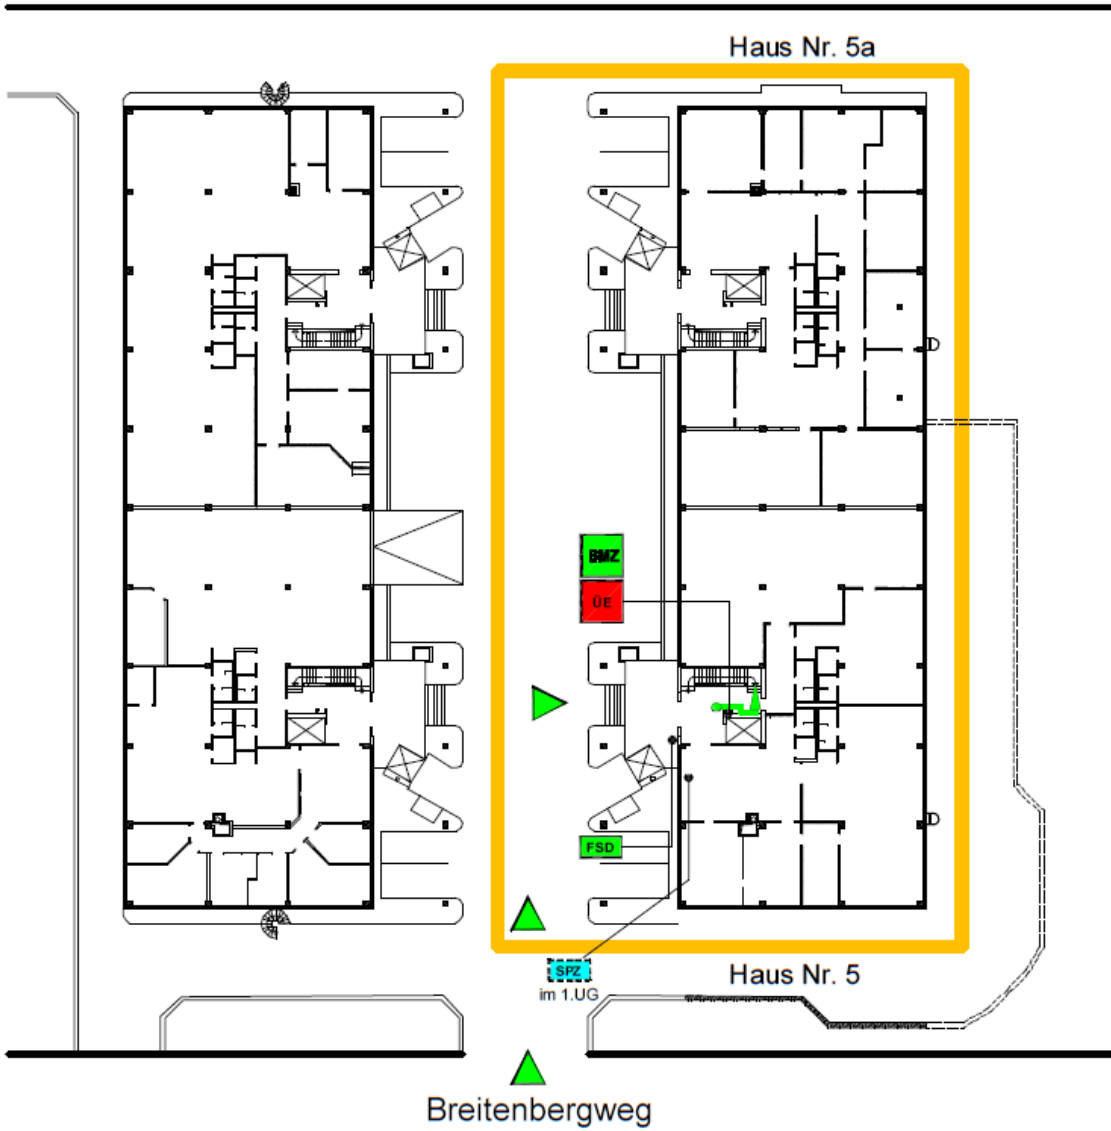 Haus Nr. 5a
BMZ
ÜE
FSD
SPZ
im 1.UG
Haus Nr. 5
Breitenbergweg